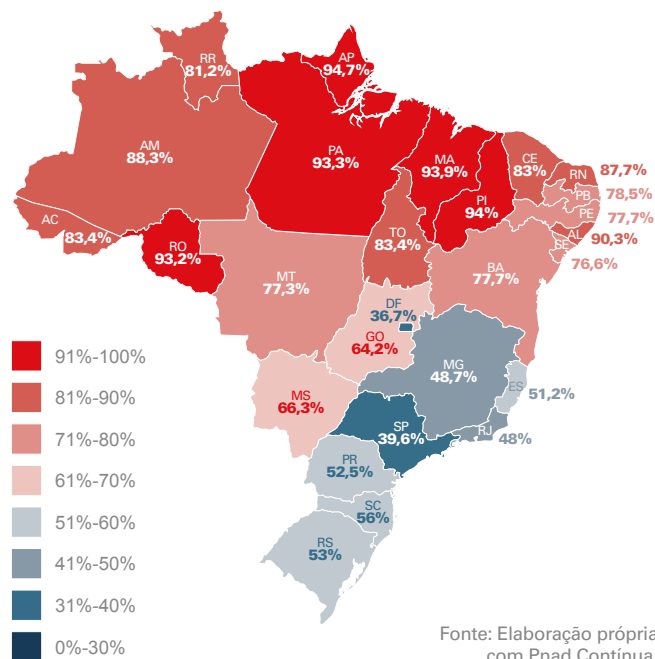 RR
81,2%
AP
94,7%
AM
88,3%
PA
93,3%
MA
93,9%
CE
83%
RN
87,7%
PB
78,5%
PI
94%
PE
77,7%
AC
83,4%
TO
83,4%
AL
90,3%
SE
76,6%
RO
93,2%
MT
77,3%
BA
77,7%
DF
36,7%
GO
64,2%
MG
48,7%
ES
51,2%
MS
66,3%
SP
39,6%
RJ
48%
PR
52,5%
SC
56%
RS
53%
91%-100%
81%-90%
71%-80%
61%-70%
51%-60%
41%-50%
31%-40%
0%-30%
Fonte: Elaboração própria
com Pnad Contínua